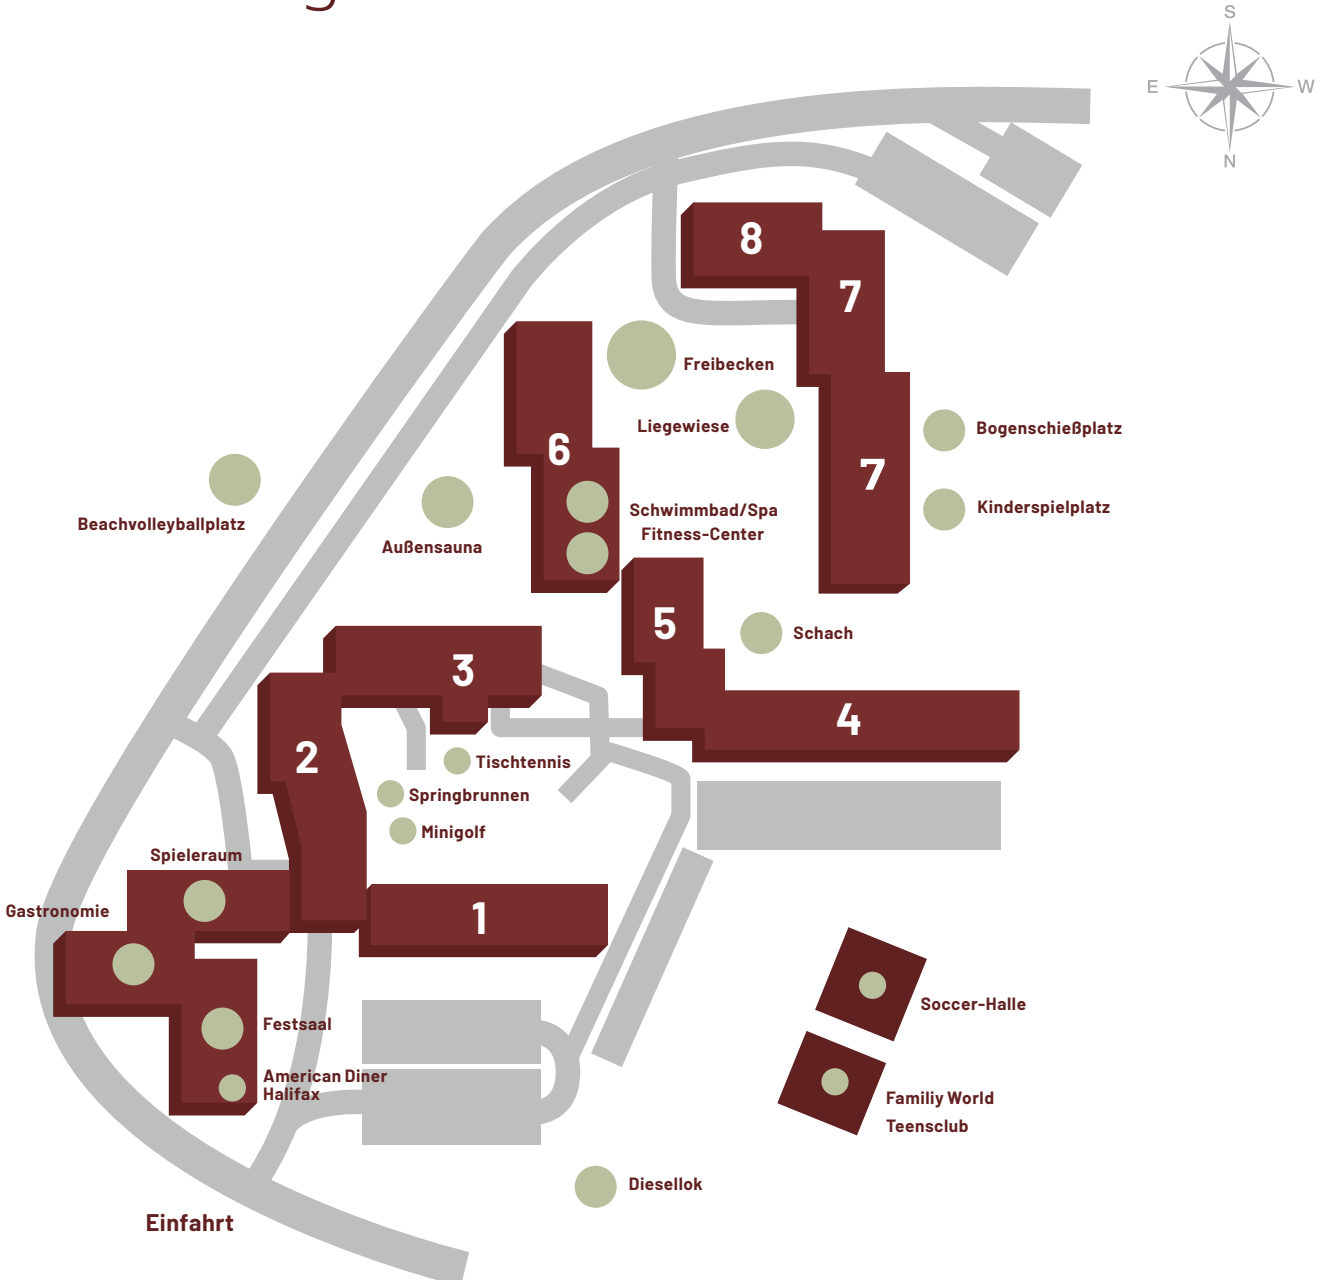 S
E
W
N
8
7
Freibecken
Liegewiese
Bogenschießplatz
6
7
Beachvolleyballplatz
Schwimmbad/Spa
Fitness-Center
Kinderspielplatz
Außensauna
5
Schach
3
4
2
Tischtennis
Springbrunnen
Minigolf
Spieleraum
Gastronomie
1
Festsaal
Soccer-Halle
American Diner
Halifax
Familiy World
Teensclub
Diesellok
Einfahrt